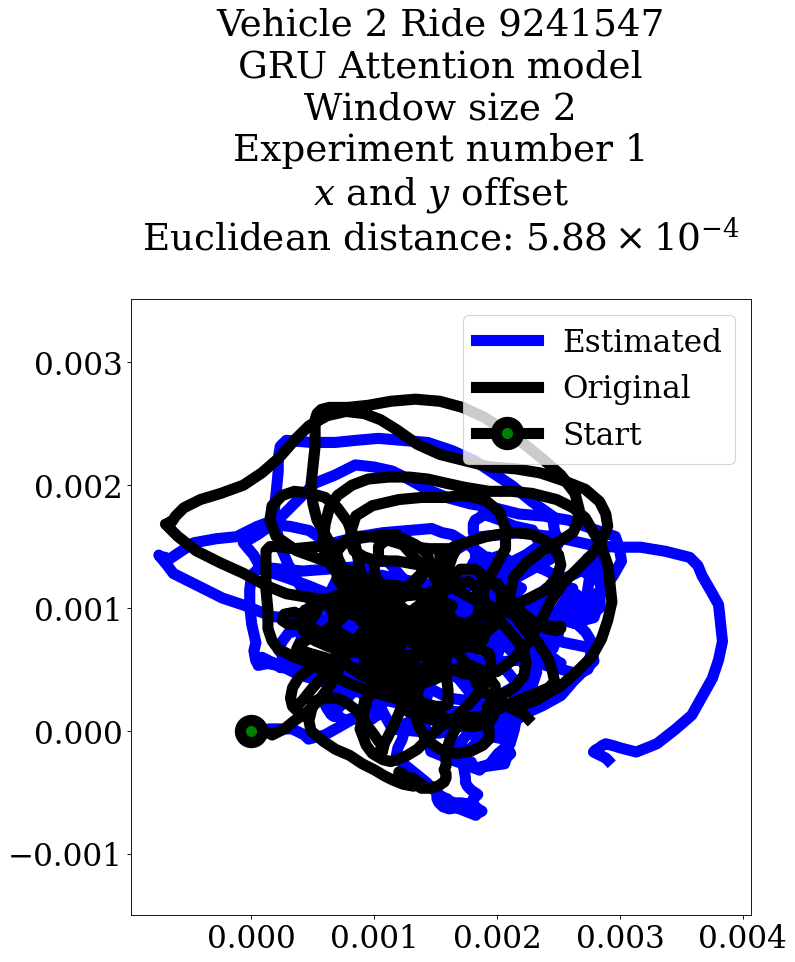 Vehicle 2 Ride 9241547
GRU Attention model
Window size 2
Experiment number 1
x and y offset
Euclidean distance: 5.88 × 10⁻⁴
Estimated
Original
Start
0.003
0.002
0.001
0.000
−0.001
0.000 0.001 0.002 0.003 0.004